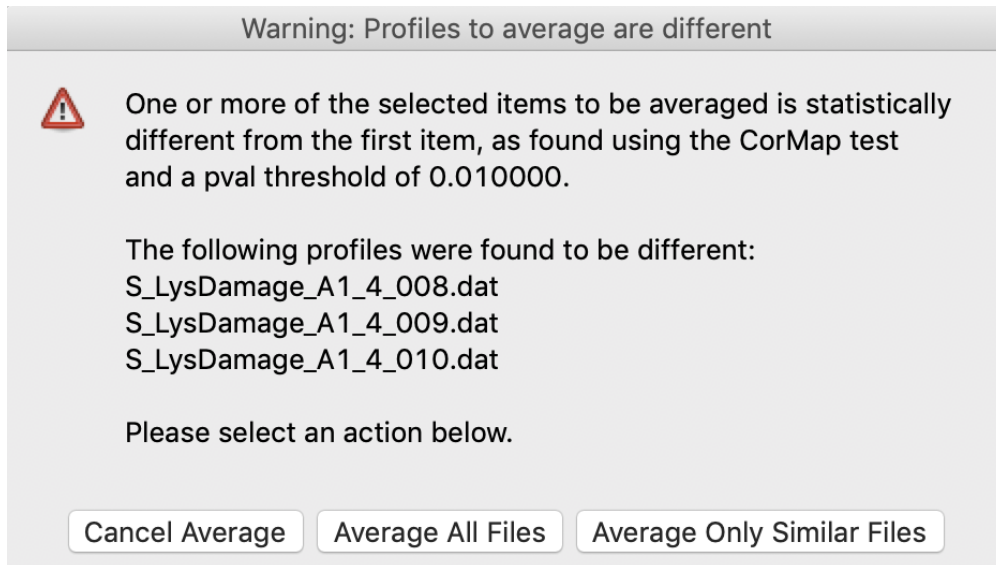 Warning: Profiles to average are different
One or more of the selected items to be averaged is statistically
different from the first item, as found using the CorMap test
and a pval threshold of 0.010000.
The following profiles were found to be different:
S_LysDamage_A1_4_008.dat
S_LysDamage_A1_4_009.dat
S_LysDamage_A1_4_010.dat
Please select an action below.
Cancel Average Average All Files Average Only Similar Files